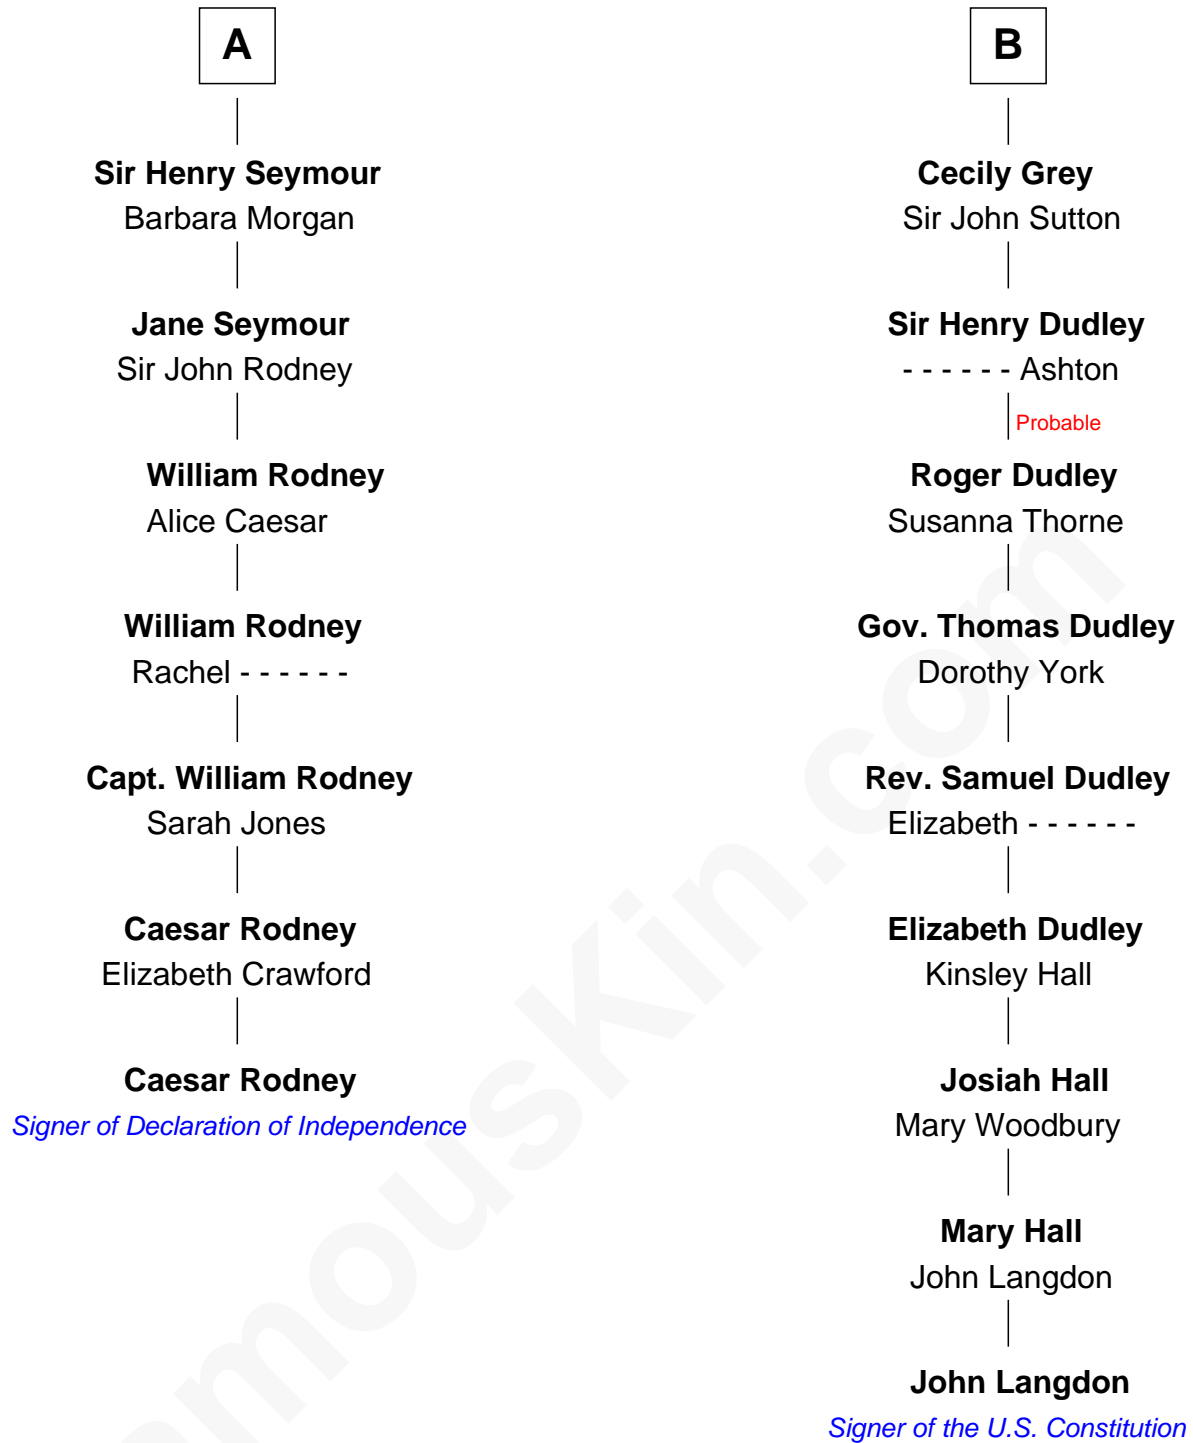 A
Sir Henry Seymour
Barbara Morgan
Jane Seymour
Sir John Rodney
William Rodney
Alice Caesar
William Rodney
Rachel - - - - - -
Capt. William Rodney
Sarah Jones
Caesar Rodney
Elizabeth Crawford
Caesar Rodney
Signer of Declaration of Independence
B
Cecily Grey
Sir John Sutton
Sir Henry Dudley
- - - - - - Ashton
Probable
Roger Dudley
Susanna Thorne
Gov. Thomas Dudley
Dorothy York
Rev. Samuel Dudley
Elizabeth - - - - - -
Elizabeth Dudley
Kinsley Hall
Josiah Hall
Mary Woodbury
Mary Hall
John Langdon
John Langdon
Signer of the U.S. Constitution
amouskin.com